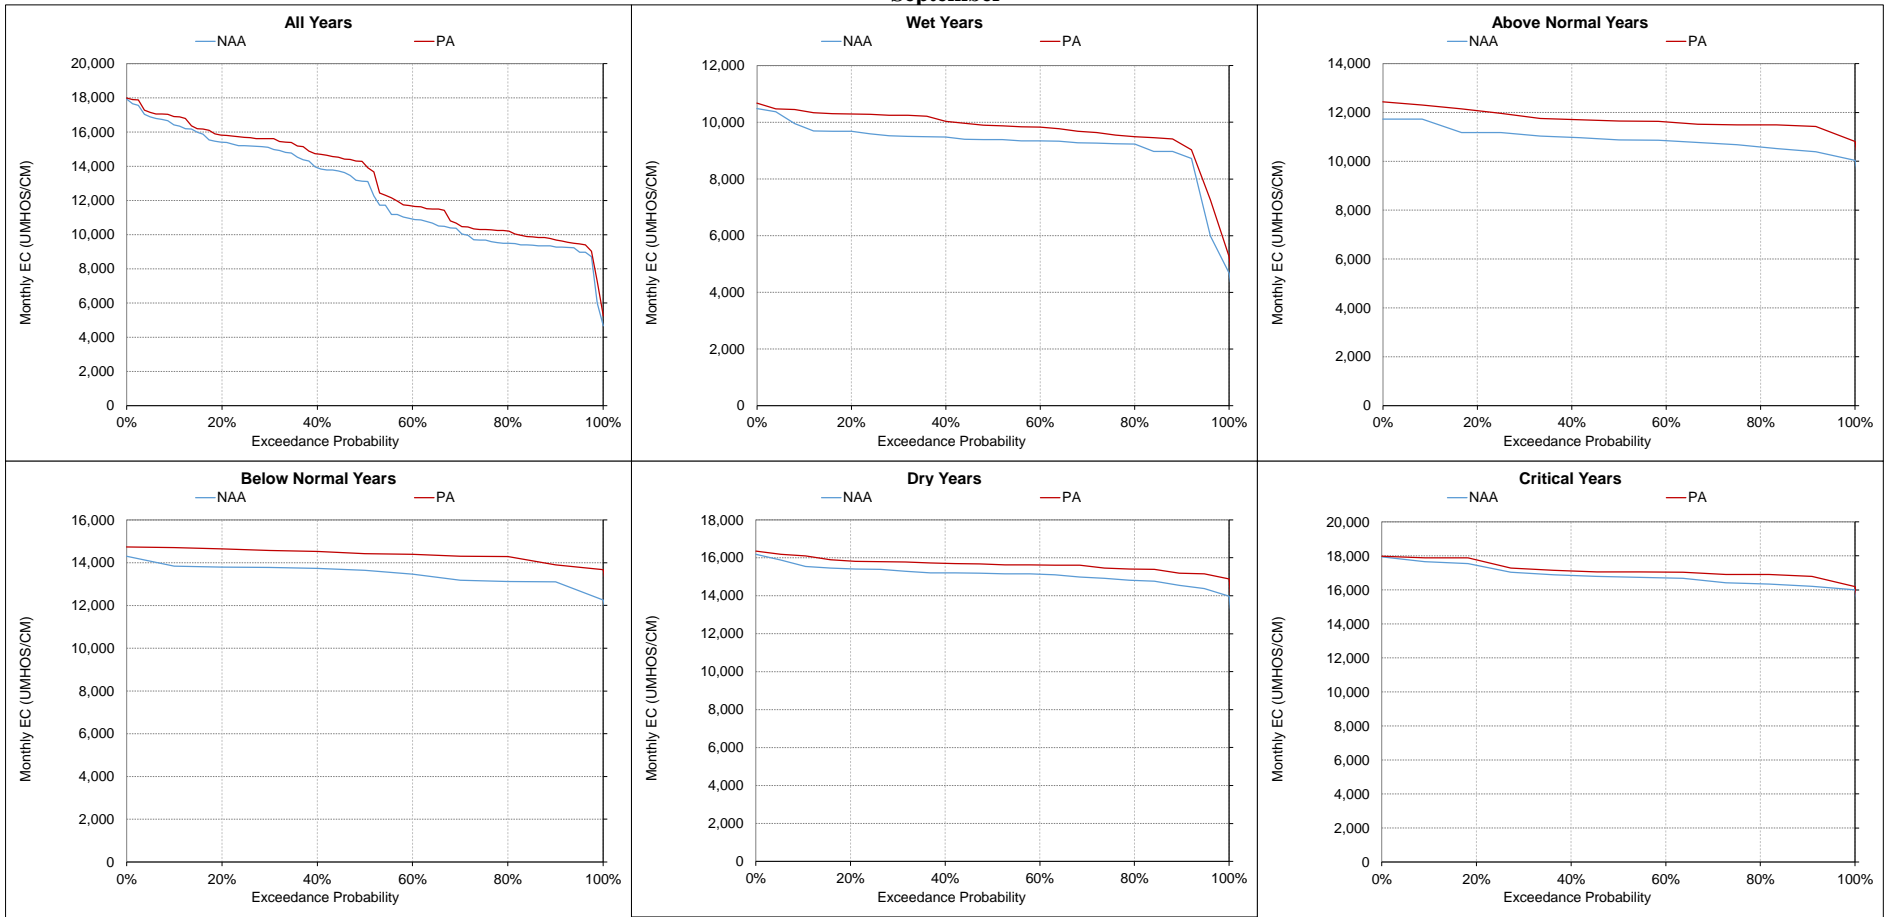 September
All Years
NAA PA
20,000
18,000
16,000
14,000
12,000
10,000
8,000
6,000
4,000
2,000
0
Monthly EC (UMHOS/CM)
0% 20% 40% 60% 80% 100%
Exceedance Probability
Wet Years
NAA PA
12,000
10,000
8,000
6,000
4,000
2,000
0
Monthly EC (UMHOS/CM)
0% 20% 40% 60% 80% 100%
Exceedance Probability
Above Normal Years
NAA PA
14,000
12,000
10,000
8,000
6,000
4,000
2,000
0
Monthly EC (UMHOS/CM)
0% 20% 40% 60% 80% 100%
Exceedance Probability
Below Normal Years
NAA PA
16,000
14,000
12,000
10,000
8,000
6,000
4,000
2,000
0
Monthly EC (UMHOS/CM)
0% 20% 40% 60% 80% 100%
Exceedance Probability
Dry Years
NAA PA
18,000
16,000
14,000
12,000
10,000
8,000
6,000
4,000
2,000
0
Monthly EC (UMHOS/CM)
0% 20% 40% 60% 80% 100%
Exceedance Probability
Critical Years
NAA PA
20,000
18,000
16,000
14,000
12,000
10,000
8,000
6,000
4,000
2,000
0
Monthly EC (UMHOS/CM)
0% 20% 40% 60% 80% 100%
Exceedance Probability